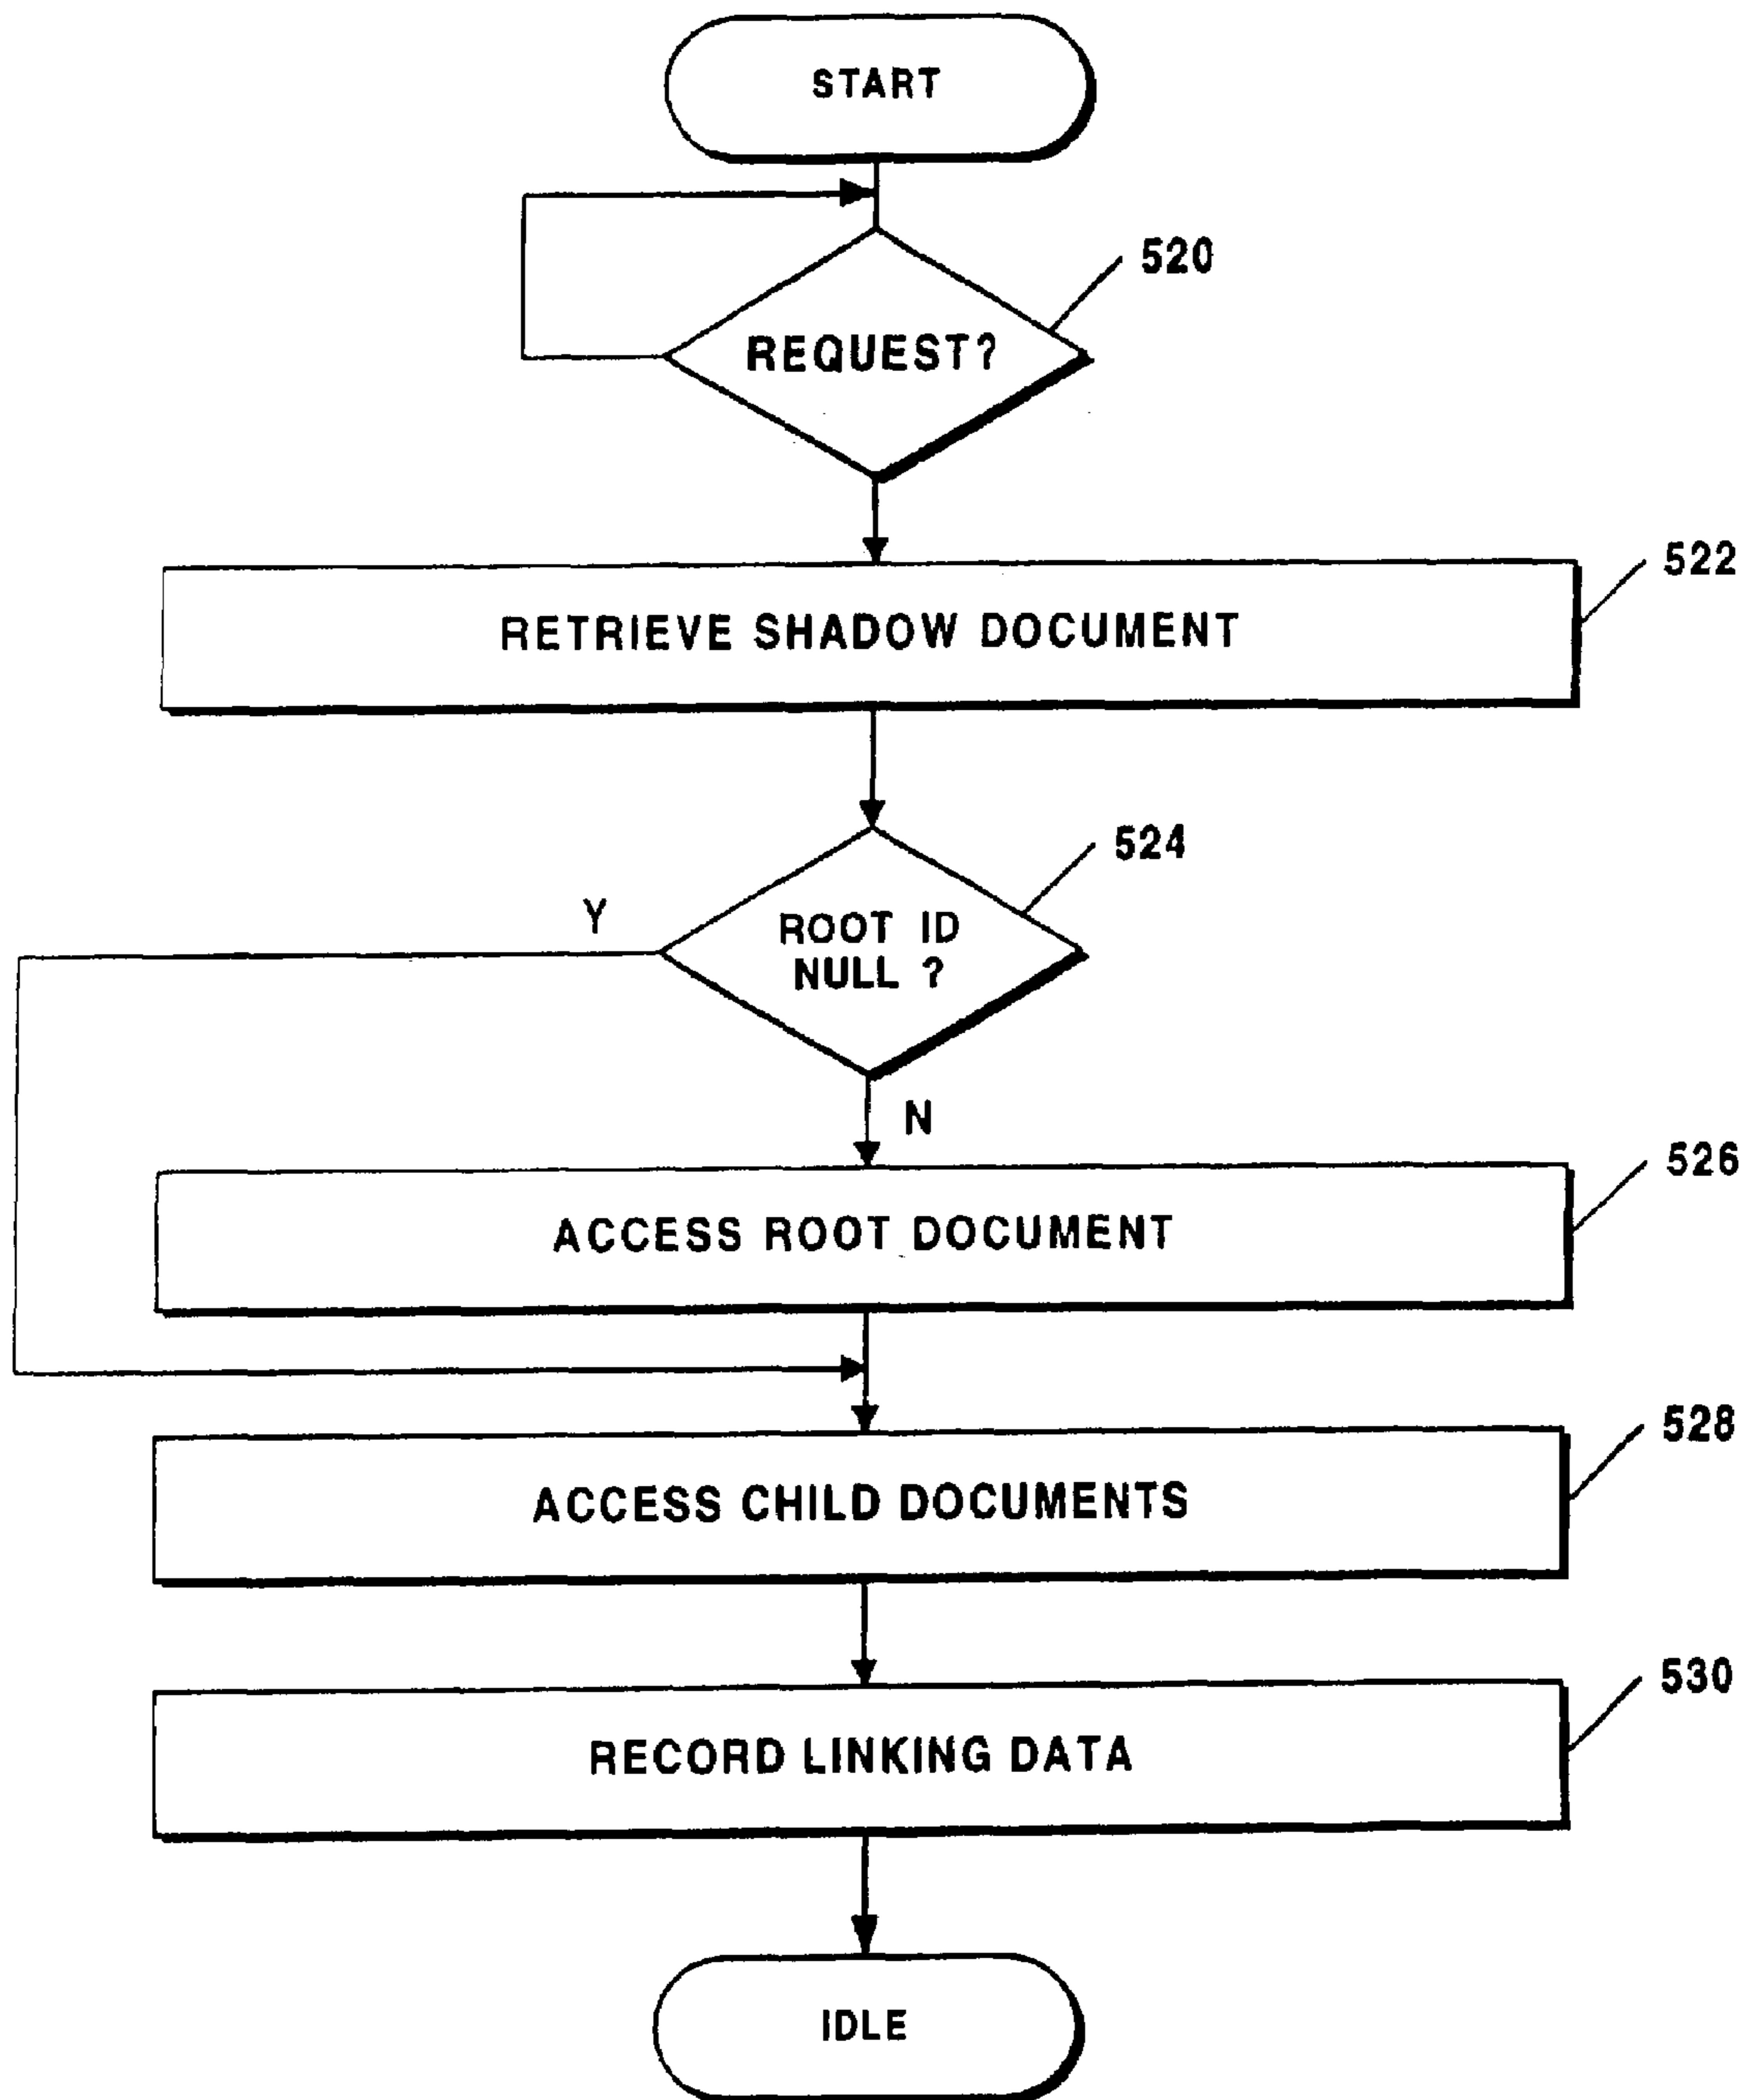 START
520
REQUEST?
522
RETRIEVE SHADOW DOCUMENT
524
Y
ROOT ID
NULL ?
N
526
ACCESS ROOT DOCUMENT
528
ACCESS CHILD DOCUMENTS
530
RECORD LINKING DATA
IDLE